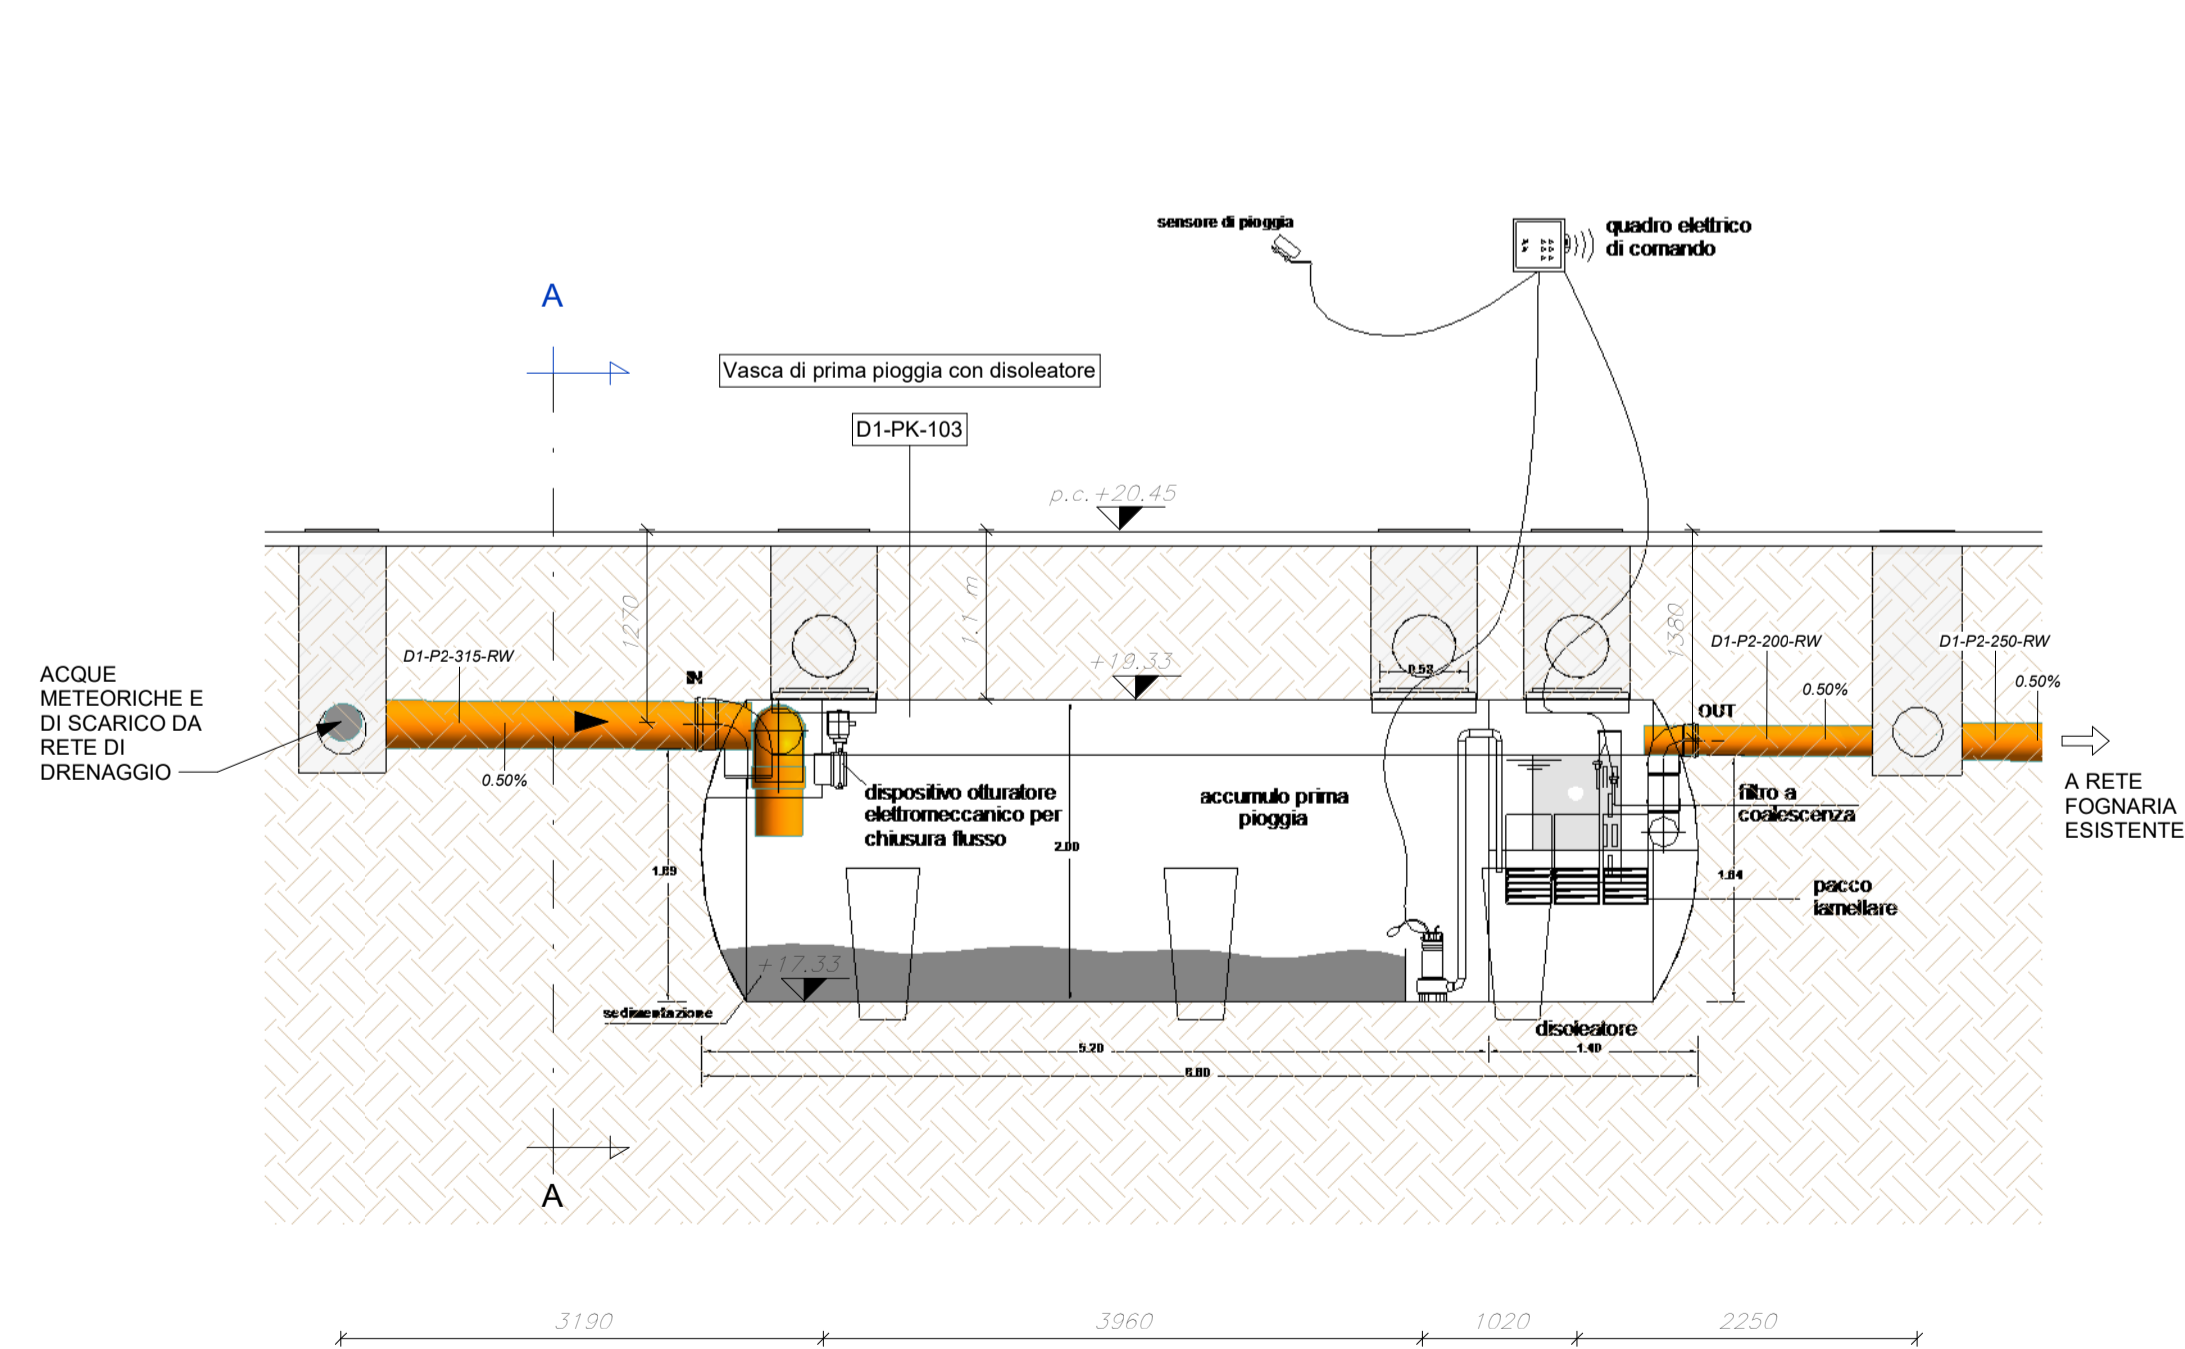 sensore di pioggia
quadro elettrico
di comando
A
Vasca di prima pioggia con disoleatore
D1-PK-103
p.c.+20.45
1270
1.1 m
1380
+19.33
0.53
ACQUE
METEORICHE E
DI SCARICO DA
RETE DI
DRENAGGIO
D1-P2-315-RW
0.50%
IN
OUT
D1-P2-200-RW
0.50%
D1-P2-250-RW
0.50%
A RETE
FOGNARIA
ESISTENTE
dispositivo otturatore
elettromeccanico per
chiusura flusso
accumulo prima
pioggia
filtro a
coalescenza
pacco
lamellare
2.00
1.69
1.64
+17.33
sedimentazione
disoleatore
5.20
1.40
6.60
A
3190
3960
1020
2250